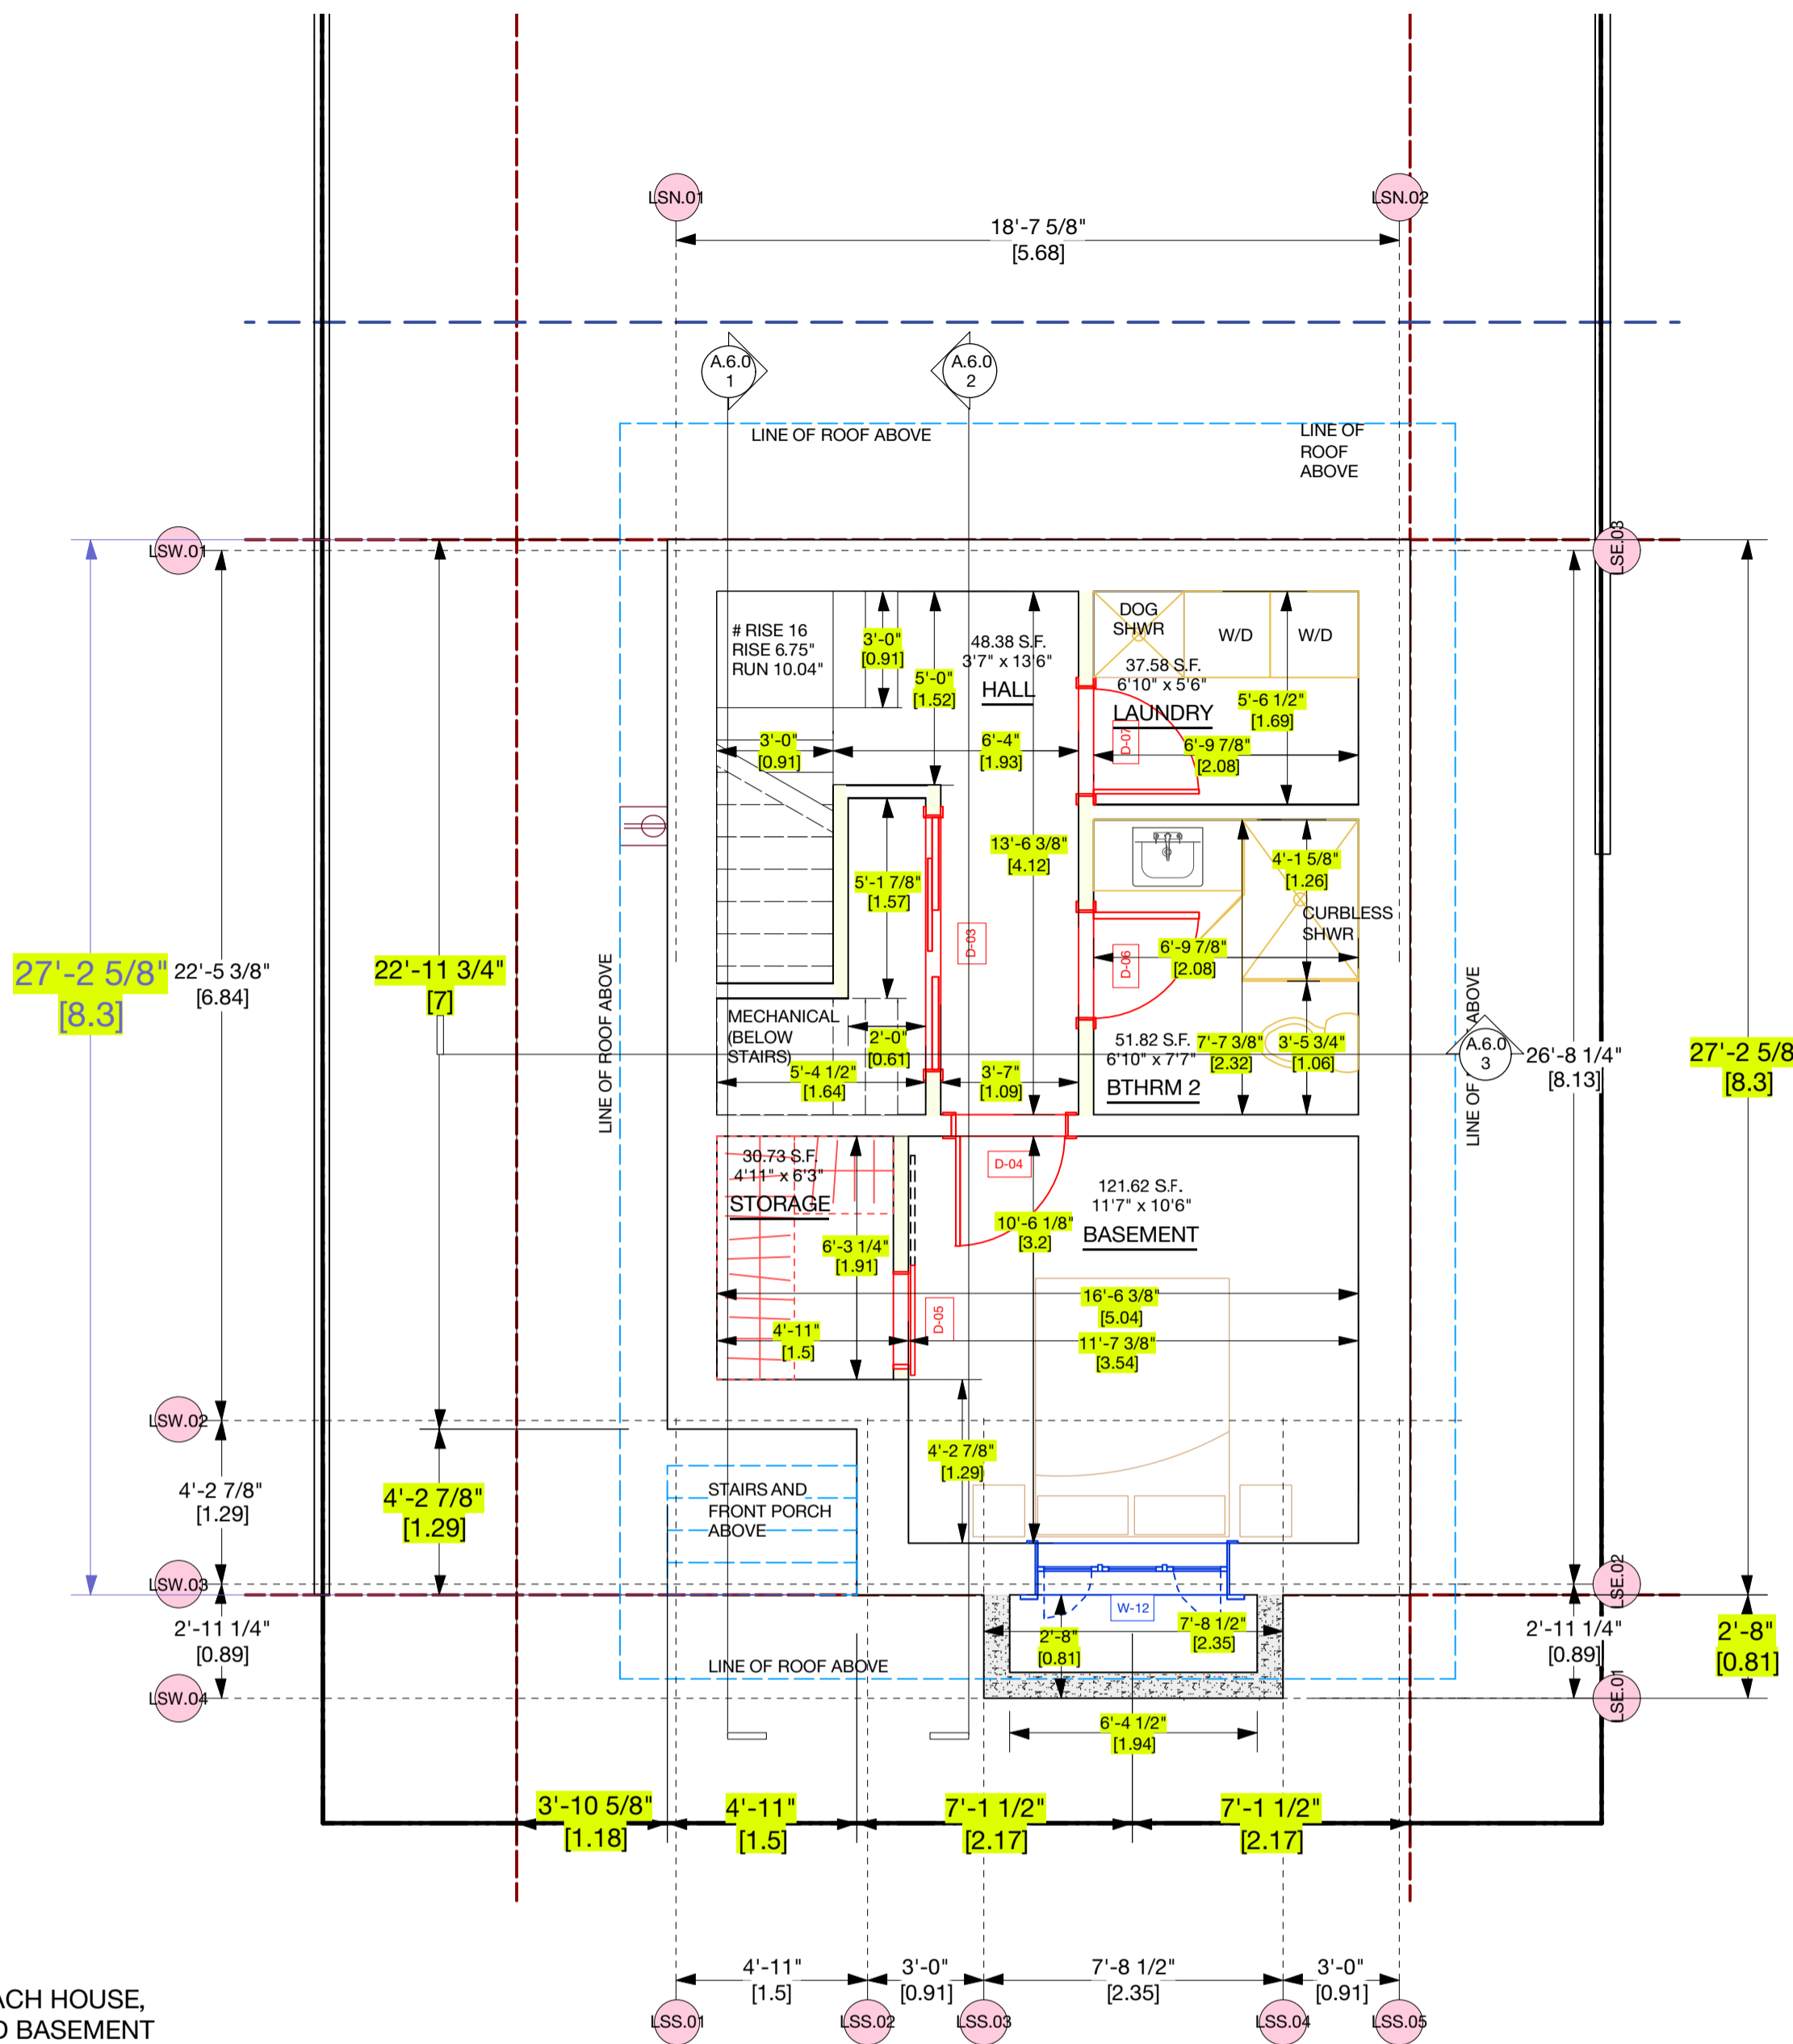 LSN.01
LSN.02
18'-7 5/8"
[5.68]
A.6.0
1
A.6.0
2
LINE OF ROOF ABOVE
LINE OF
ROOF
ABOVE
LSW.01
LSE.03
# RISE 16
RISE 6.75"
RUN 10.04"
3'-0"
[0.91]
5'-0"
[1.52]
48.38 S.F.
3'7" x 13'6"
HALL
DOG
SHWR
W/D
W/D
37.58 S.F.
6'10" x 5'6"
LAUNDRY
D-07
5'-6 1/2"
[1.69]
3'-0"
[0.91]
6'-4"
[1.93]
6'-9 7/8"
[2.08]
13'-6 3/8"
[4.12]
5'-1 7/8"
[1.57]
4'-1 5/8"
[1.26]
CURBLESS
SHWR
D-03
D-06
6'-9 7/8"
[2.08]
27'-2 5/8"
[8.3]
22'-5 3/8"
[6.84]
22'-11 3/4"
[7]
LINE OF ROOF ABOVE
MECHANICAL
(BELOW
STAIRS)
2'-0"
[0.61]
5'-4 1/2"
[1.64]
3'-7"
[1.09]
51.82 S.F.
6'10" x 7'7"
BTHRM 2
7'-7 3/8"
[2.32]
3'-5 3/4"
[1.06]
LINE OF ABOVE
A.6.0
3
26'-8 1/4"
[8.13]
27'-2 5/8
[8.3]
30.73 S.F.
4'11" x 6'3"
STORAGE
D-04
121.62 S.F.
11'7" x 10'6"
BASEMENT
10'-6 1/8"
[3.2]
6'-3 1/4"
[1.91]
16'-6 3/8"
[5.04]
4'-11"
[1.5]
D-05
11'-7 3/8"
[3.54]
LSW.02
4'-2 7/8"
[1.29]
4'-2 7/8"
[1.29]
4'-2 7/8"
[1.29]
STAIRS AND
FRONT PORCH
ABOVE
LSW.03
LSE.02
W-12
2'-11 1/4"
[0.89]
2'-8"
[0.81]
7'-8 1/2"
[2.35]
2'-11 1/4"
[0.89]
2'-8"
[0.81]
LINE OF ROOF ABOVE
LSW.04
LSE.01
6'-4 1/2"
[1.94]
3'-10 5/8"
[1.18]
4'-11"
[1.5]
7'-1 1/2"
[2.17]
7'-1 1/2"
[2.17]
4'-11"
[1.5]
3'-0"
[0.91]
7'-8 1/2"
[2.35]
3'-0"
[0.91]
ACH HOUSE,
D BASEMENT
LSS.01
LSS.02
LSS.03
LSS.04
LSS.05